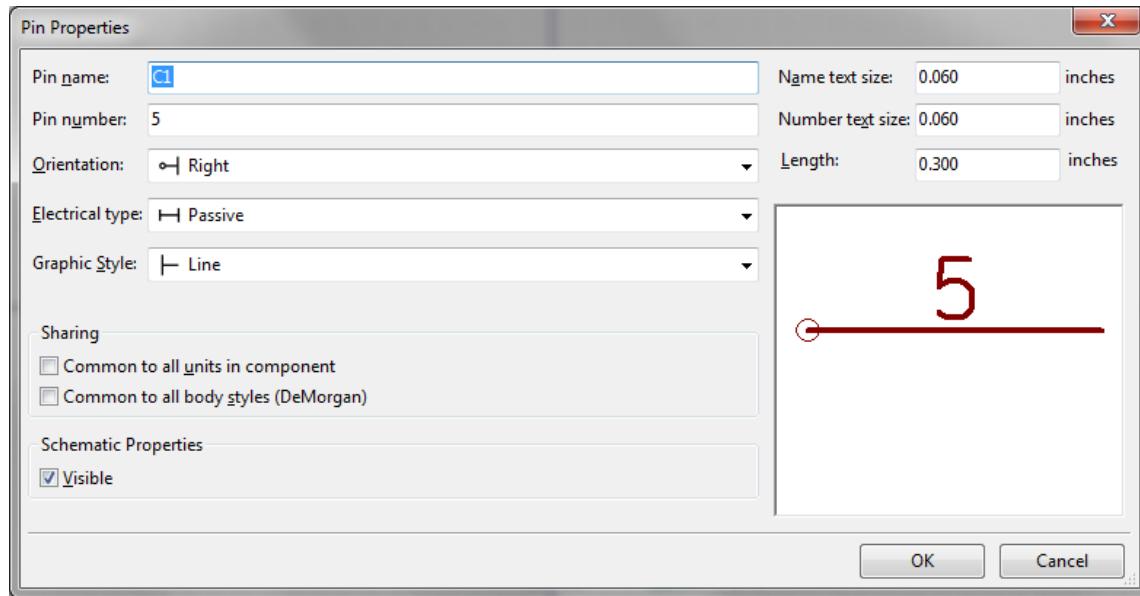 Pin Properties
Pin name: C1
Pin number: 5
Orientation: Right
Electrical type: Passive
Graphic Style: Line
Sharing
Common to all units in component
Common to all body styles (DeMorgan)
Schematic Properties
Visible
Name text size: 0.060 inches
Number text size: 0.060 inches
Length: 0.300 inches
5
OK
Cancel